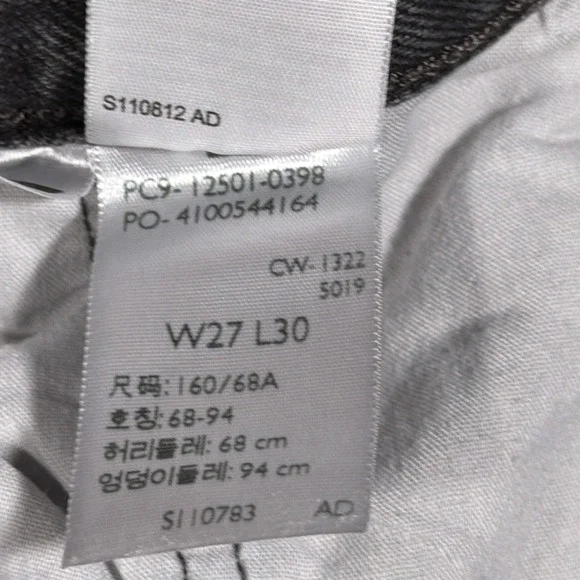 S110812 AD
PC9- 12501-0398
PO- 4100544164
CW- 1322
5019
W27 L30
尺码: 160/68A
호칭: 68-94
허리둘레: 68 cm
엉덩이둘레: 94 cm
S110783 AD